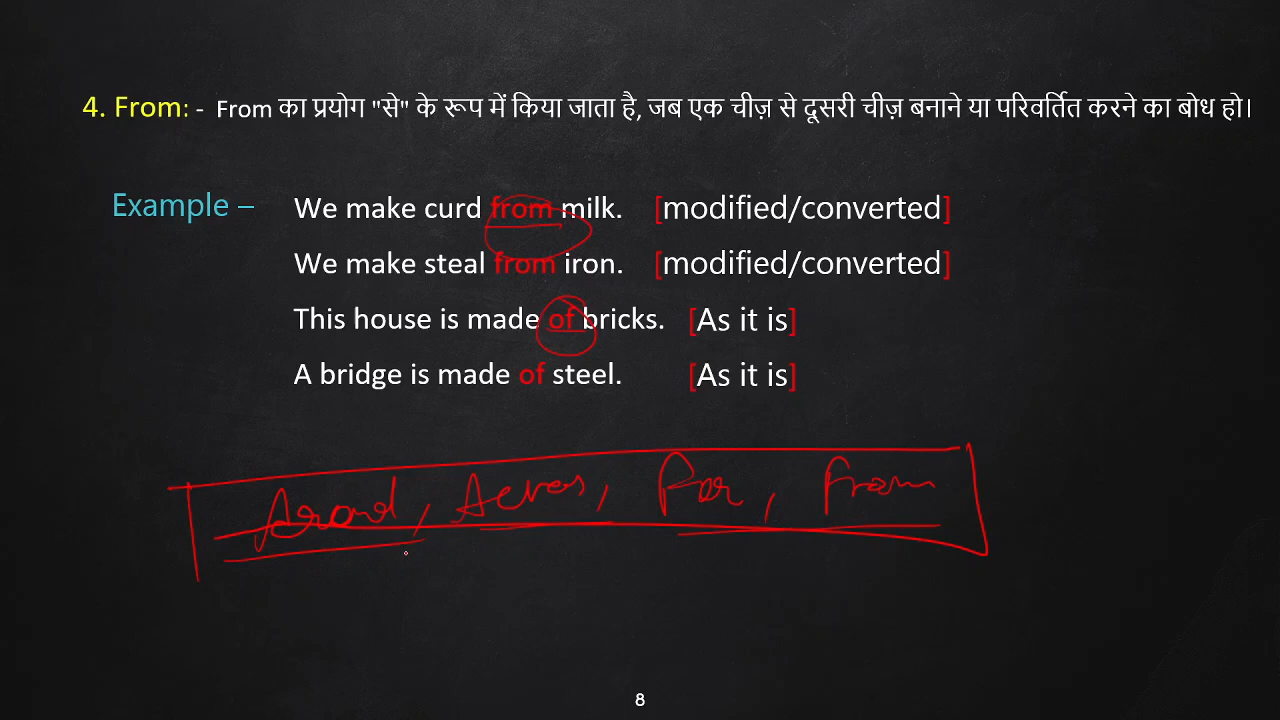 4. From: - From का प्रयोग "से" के रूप में किया जाता है, जब एक चीज़ से दूसरी चीज़ बनाने या परिवर्तित करने का बोध हो।
Example – We make curd from milk. [modified/converted]
We make steal from iron. [modified/converted]
This house is made of bricks. [As it is]
A bridge is made of steel. [As it is]
For, From
8